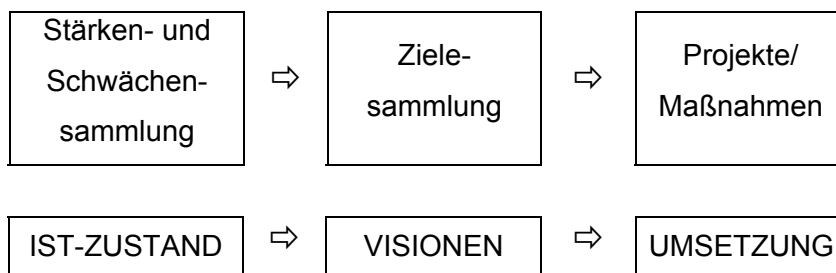 Stärken- und
Schwächen-
sammlung
⇨
Ziele-
sammlung
⇨
Projekte/
Maßnahmen
IST-ZUSTAND ⇨ VISIONEN ⇨ UMSETZUNG